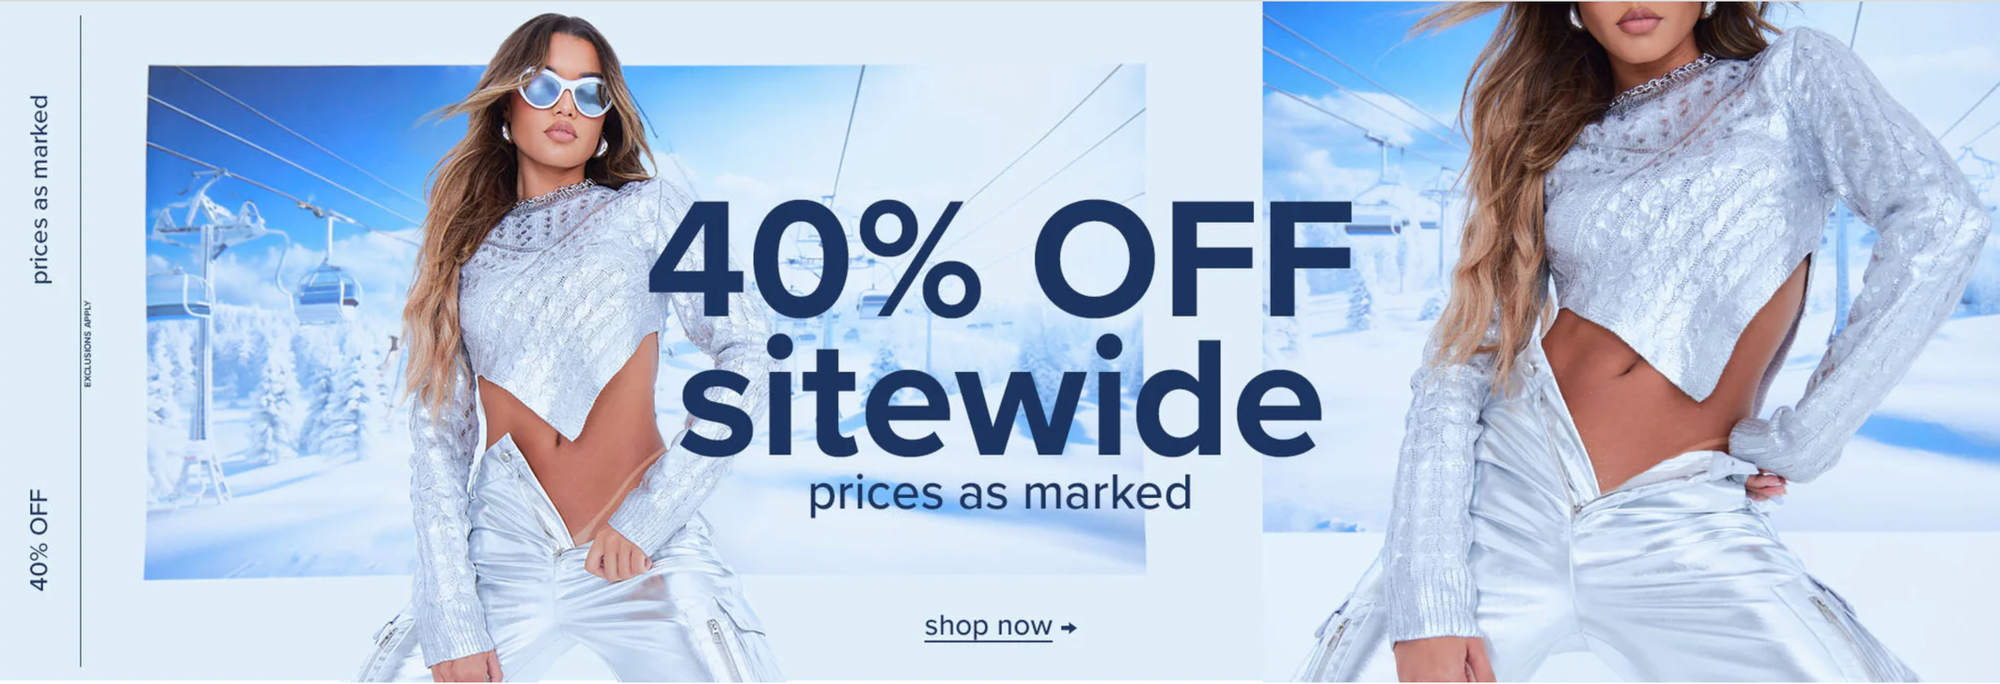 prices as marked
40% OFF
EXCLUSIONS APPLY
40% OFF
sitewide
prices as marked
shop now →